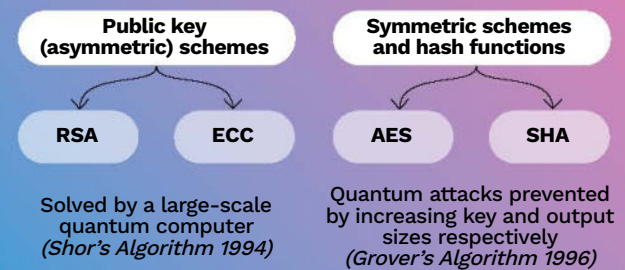 Public key
(asymmetric) schemes
RSA
ECC
Solved by a large-scale
quantum computer
(Shor's Algorithm 1994)
Symmetric schemes
and hash functions
AES
SHA
Quantum attacks prevented
by increasing key and output
sizes respectively
(Grover's Algorithm 1996)